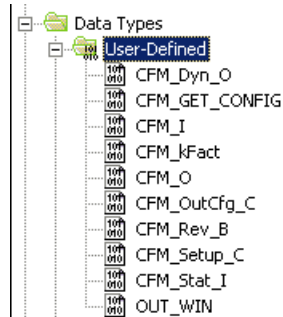 Data Types
User-Defined
CFM_Dyn_O
CFM_GET_CONFIG
CFM_I
CFM_kFact
CFM_O
CFM_OutCfg_C
CFM_Rev_B
CFM_Setup_C
CFM_Stat_I
OUT_WIN